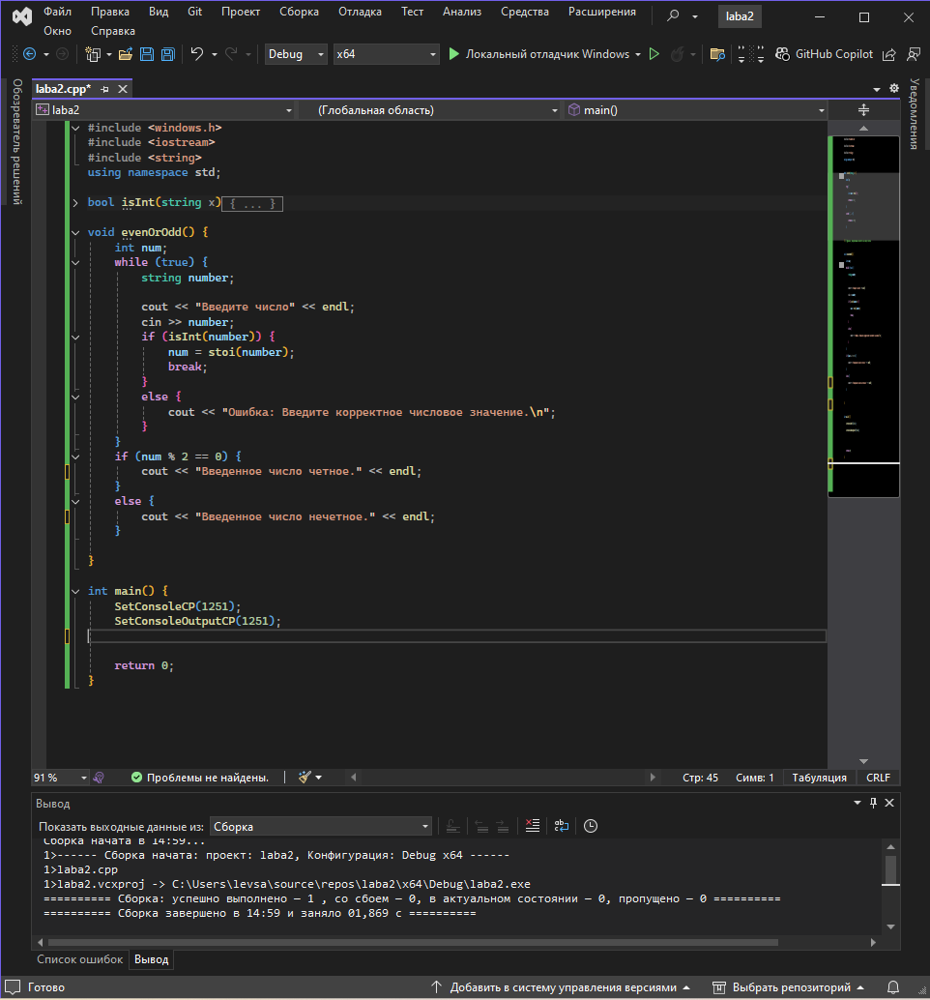 Файл Правка Вид Git Проект Сборка Отладка Тест Анализ Средства Расширения laba2
Окно Справка
Debug x64 Локальный отладчик Windows GitHub Copilot
Обозреватель решений
Уведомления
laba2.cpp*
laba2 (Глобальная область) main()
#include <windows.h>
#include <iostream>
#include <string>
using namespace std;
bool isInt(string x){ ... }
void evenOrOdd() {
int num;
while (true) {
string number;
cout << "Введите число" << endl;
cin >> number;
if (isInt(number)) {
num = stoi(number);
break;
}
else {
cout << "Ошибка: Введите корректное числовое значение.\n";
}
}
if (num % 2 == 0) {
cout << "Введенное число четное." << endl;
}
else {
cout << "Введенное число нечетное." << endl;
}
}
int main() {
SetConsoleCP(1251);
SetConsoleOutputCP(1251);
return 0;
}
91 % Проблемы не найдены. Стр: 45 Симв: 1 Табуляция CRLF
Вывод
Показать выходные данные из: Сборка
Сборка начата в 14:59...
1>------ Сборка начата: проект: laba2, Конфигурация: Debug x64 ------
1>laba2.cpp
1>laba2.vcxproj -> C:\Users\levsa\source\repos\laba2\x64\Debug\laba2.exe
========== Сборка: успешно выполнено — 1 , со сбоем — 0, в актуальном состоянии — 0, пропущено — 0 ==========
========== Сборка завершено в 14:59 и заняло 01,869 с ==========
Список ошибок Вывод
Готово Добавить в систему управления версиями Выбрать репозиторий